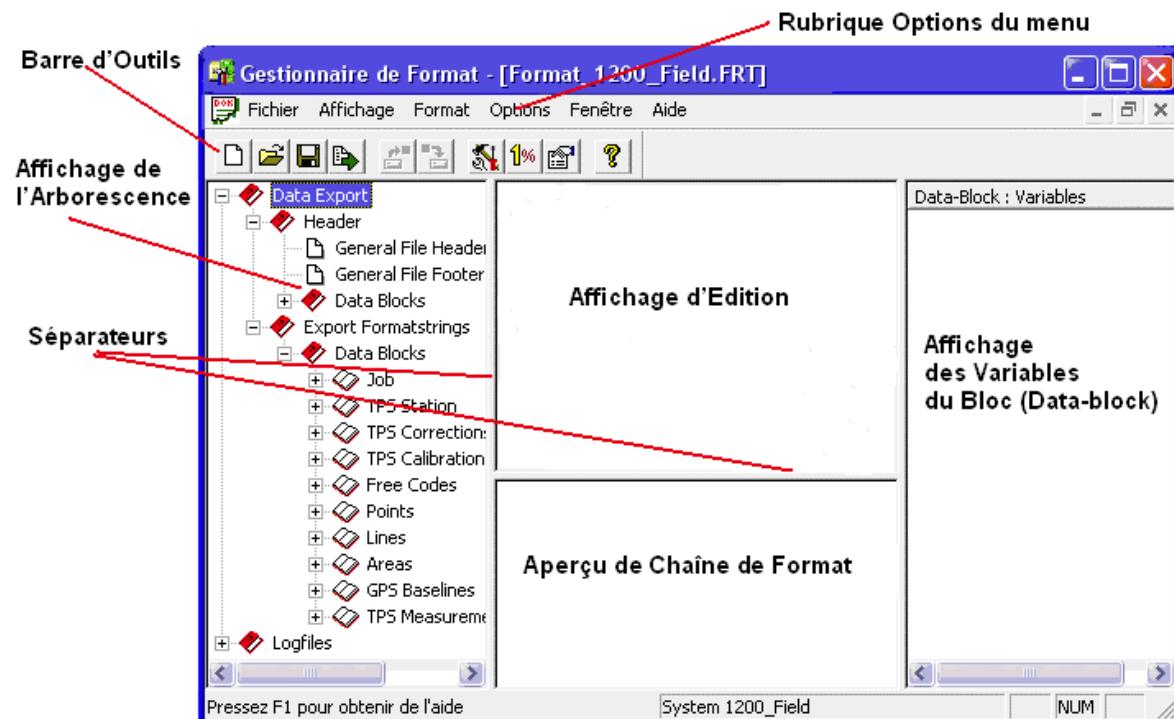 Rubrique Options du menu
Barre d'Outils
Gestionnaire de Format - [Format_1200_Field.FRT]
DOK
Fichier Affichage Format Options Fenêtre Aide
1%
?
Affichage de
l'Arborescence
Data Export
Header
General File Header
General File Footer
Data Blocks
Export Formatstrings
Data Blocks
Job
TPS Station
TPS Corrections
TPS Calibration
Free Codes
Points
Lines
Areas
GPS Baselines
TPS Measureme
Logfiles
Séparateurs
Affichage d'Edition
Aperçu de Chaîne de Format
Data-Block : Variables
Affichage
des Variables
du Bloc (Data-block)
Pressez F1 pour obtenir de l'aide
System 1200_Field
NUM